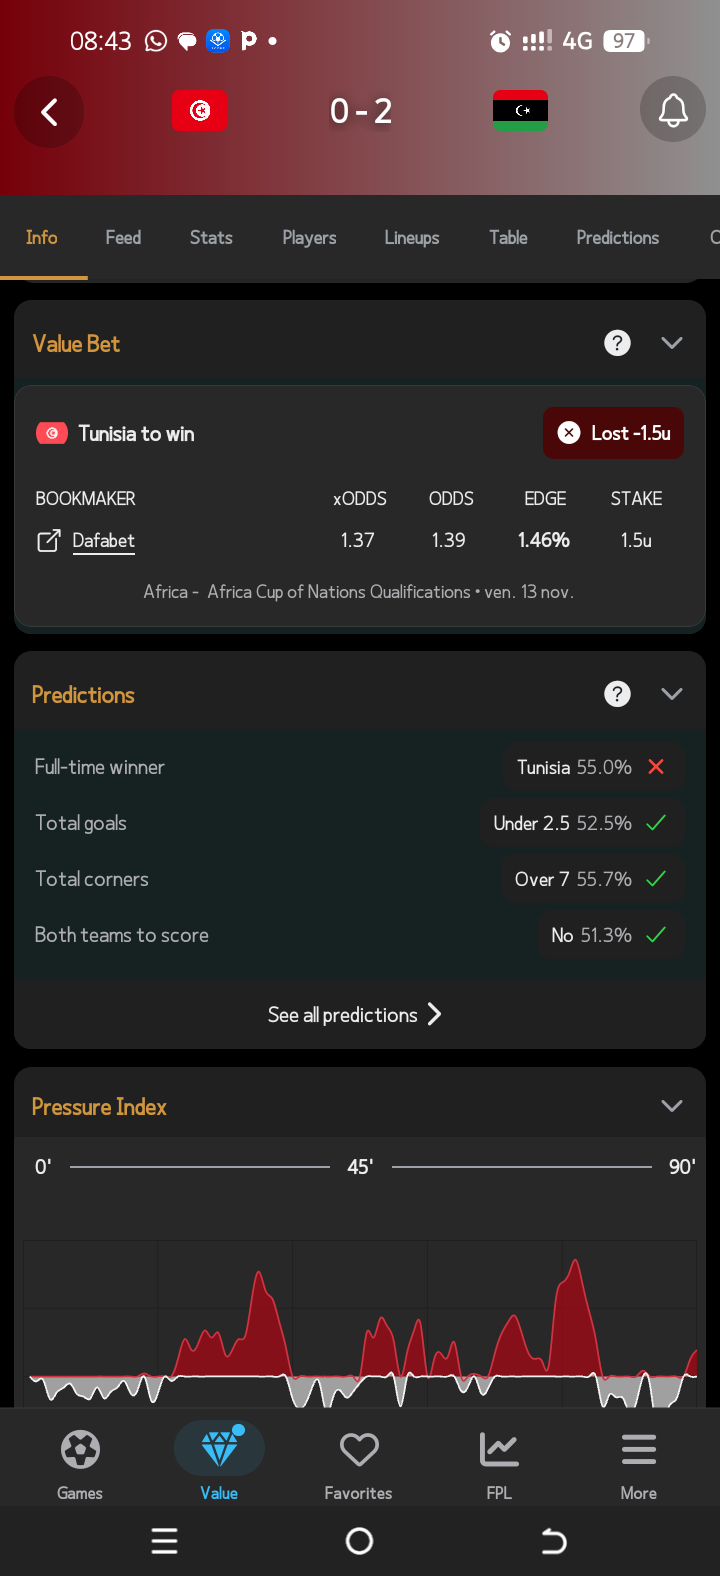 08:43 4G 97
0 - 2
Info Feed Stats Players Lineups Table Predictions
Value Bet ?
Tunisia to win Lost -1.5u
BOOKMAKER xODDS ODDS EDGE STAKE
Dafabet 1.37 1.39 1.46% 1.5u
Africa - Africa Cup of Nations Qualifications • ven. 13 nov.
Predictions ?
Full-time winner Tunisia 55.0%
Total goals Under 2.5 52.5%
Total corners Over 7 55.7%
Both teams to score No 51.3%
See all predictions
Pressure Index
0' 45' 90'
Games Value Favorites FPL More